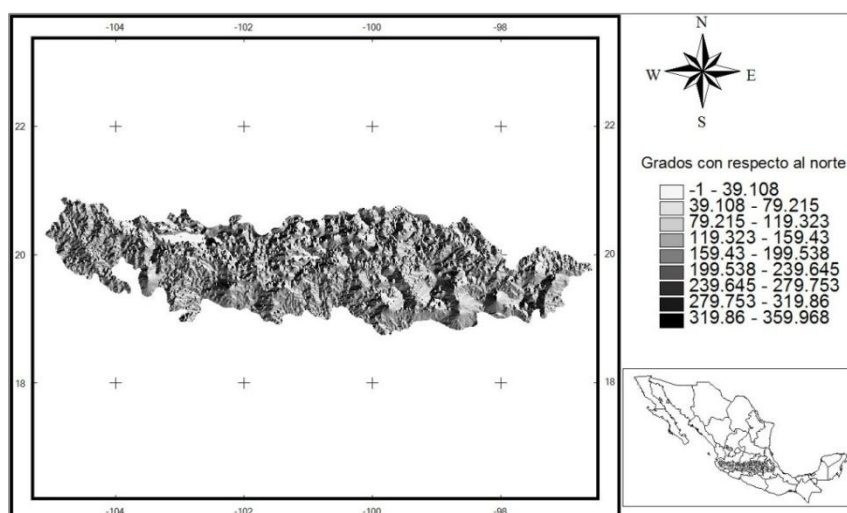 -104 -102 -100 -98
22 22
20 20
18 18
-104 -102 -100 -98
N
W E
S
Grados con respecto al norte
-1 - 39.108
39.108 - 79.215
79.215 - 119.323
119.323 - 159.43
159.43 - 199.538
199.538 - 239.645
239.645 - 279.753
279.753 - 319.86
319.86 - 359.968